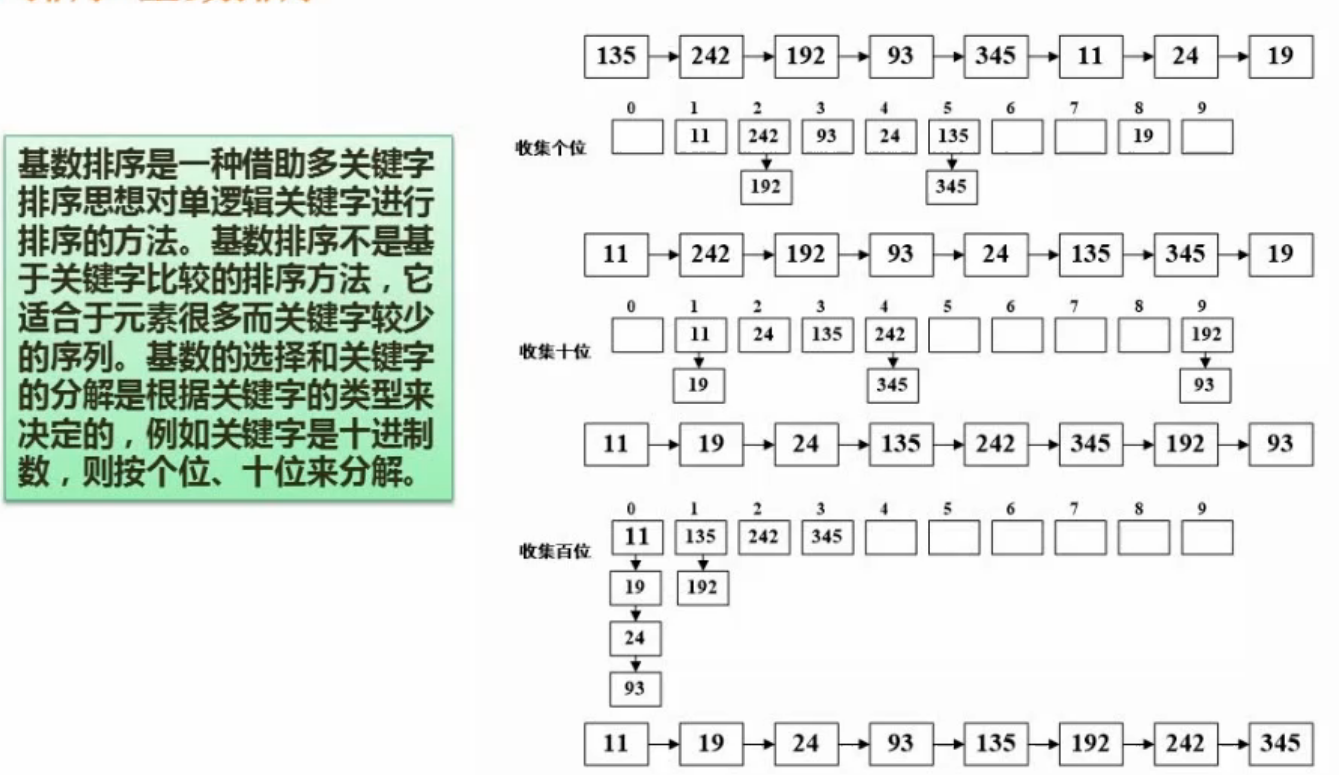 135 242 192 93 345 11 24 19
0 1 2 3 4 5 6 7 8 9
收集个位 11 242 93 24 135 19
192 345
基数排序是一种借助多关键字
排序思想对单逻辑关键字进行
排序的方法。基数排序不是基
于关键字比较的排序方法，它
适合于元素很多而关键字较少
的序列。基数的选择和关键字
的分解是根据关键字的类型来
决定的，例如关键字是十进制
数，则按个位、十位来分解。
11 242 192 93 24 135 345 19
0 1 2 3 4 5 6 7 8 9
收集十位 11 24 135 242 192
19 345 93
11 19 24 135 242 345 192 93
0 1 2 3 4 5 6 7 8 9
收集百位 11 135 242 345
19 192
24
93
11 19 24 93 135 192 242 345